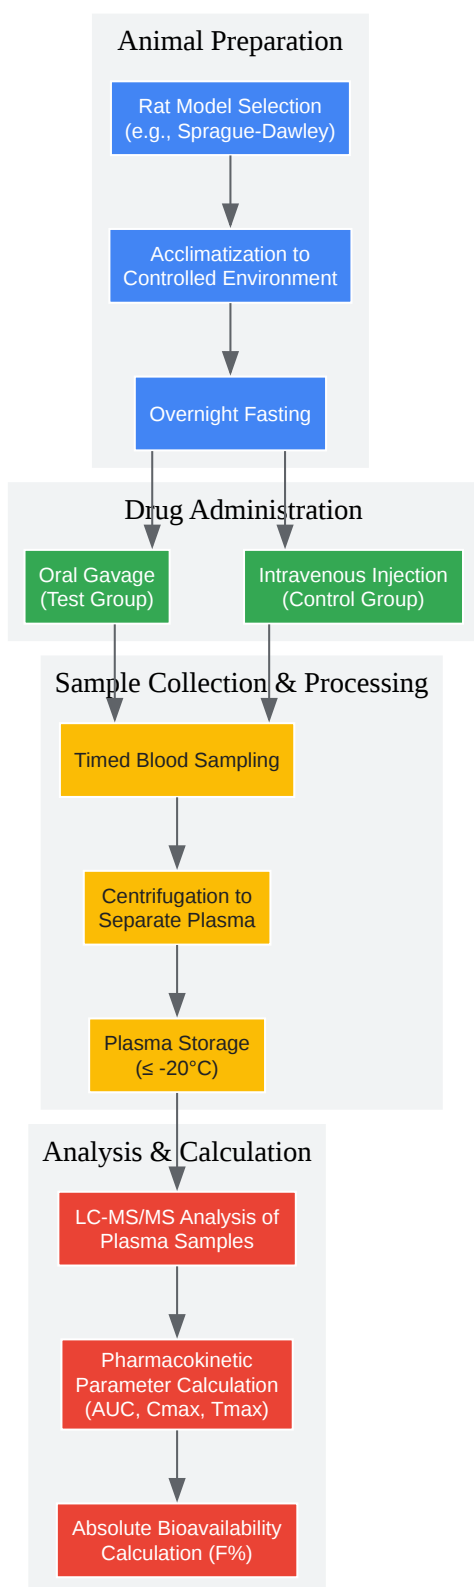 Animal Preparation
Rat Model Selection
(e.g., Sprague-Dawley)
Acclimatization to
Controlled Environment
Overnight Fasting
Drug Administration
Oral Gavage
(Test Group)
Intravenous Injection
(Control Group)
Sample Collection & Processing
Timed Blood Sampling
Centrifugation to
Separate Plasma
Plasma Storage
(≤ -20°C)
Analysis & Calculation
LC-MS/MS Analysis of
Plasma Samples
Pharmacokinetic
Parameter Calculation
(AUC, Cmax, Tmax)
Absolute Bioavailability
Calculation (F%)